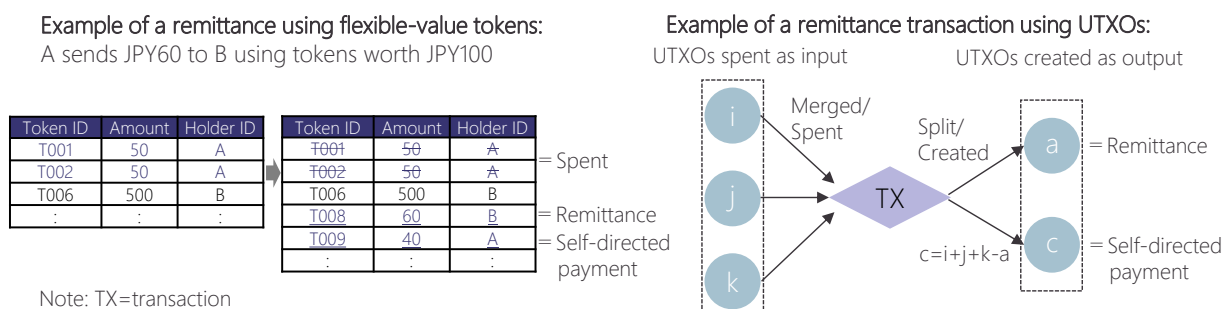 Example of a remittance using flexible-value tokens:
A sends JPY60 to B using tokens worth JPY100
Token ID Amount Holder ID
T001 50 A
T002 50 A
T006 500 B
: : :
Token ID Amount Holder ID
T001 50 A
T002 50 A
= Spent
T006 500 B
T008 60 B = Remittance
T009 40 A = Self-directed
payment
: : :
Note: TX=transaction
Example of a remittance transaction using UTXOs:
UTXOs spent as input
UTXOs created as output
i
Merged/
Spent
Split/
Created
a = Remittance
j
TX
c = Self-directed
payment
c=i+j+k-a
k